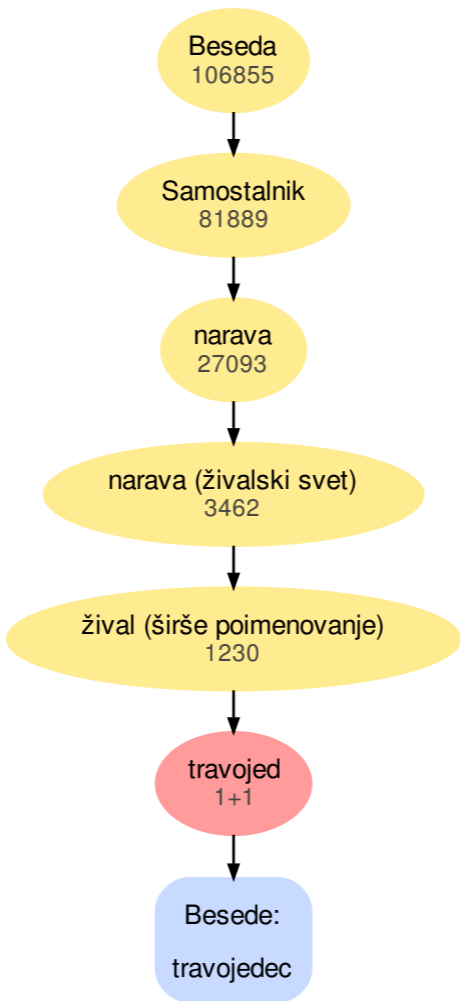 Beseda
106855
Samostalnik
81889
narava
27093
narava (živalski svet)
3462
žival (širše poimenovanje)
1230
travojed
1+1
Besede:
travojedec